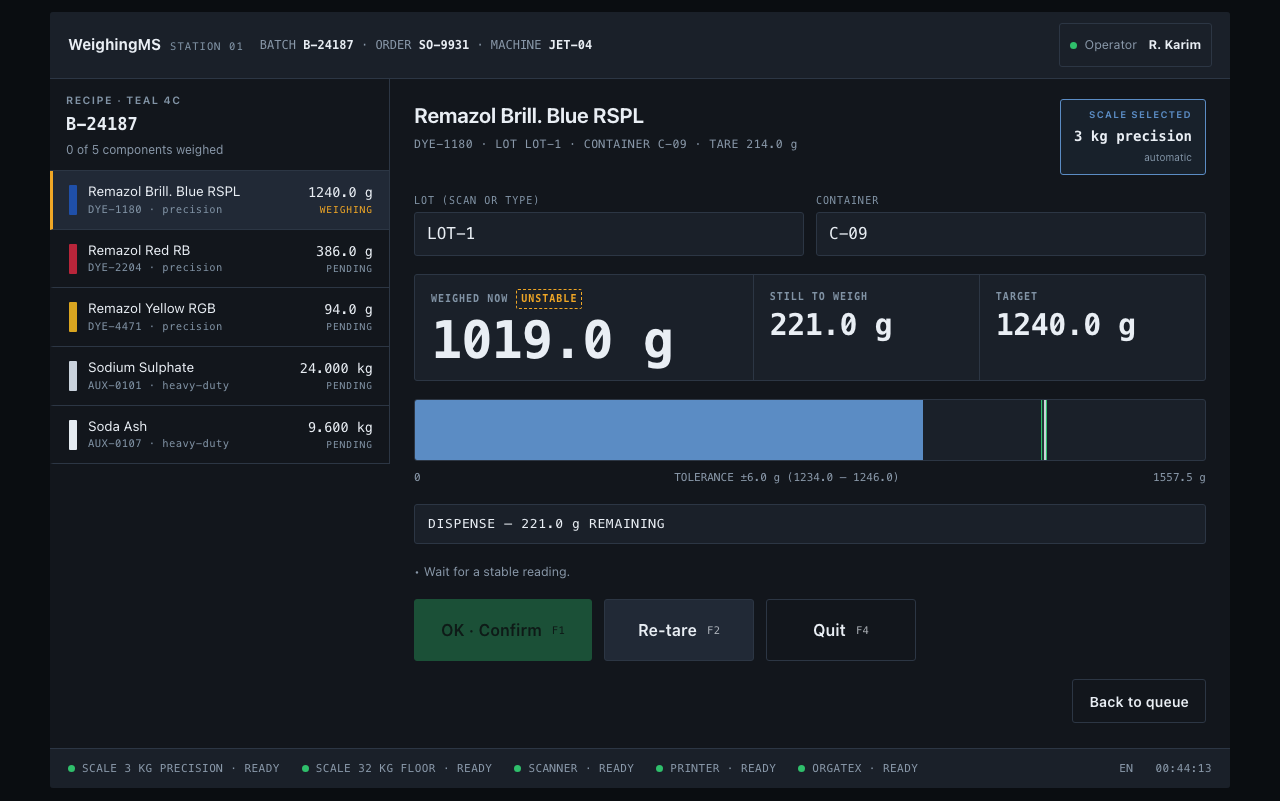 WeighingMS STATION 01 BATCH B−24187 · ORDER SO−9931 · MACHINE JET−04
Operator R. Karim
RECIPE · TEAL 4C
B−24187
0 of 5 components weighed
Remazol Brill. Blue RSPL 1240.0 g
DYE−1180 · precision WEIGHING
Remazol Red RB 386.0 g
DYE−2204 · precision PENDING
Remazol Yellow RGB 94.0 g
DYE−4471 · precision PENDING
Sodium Sulphate 24.000 kg
AUX−0101 · heavy−duty PENDING
Soda Ash 9.600 kg
AUX−0107 · heavy−duty PENDING
Remazol Brill. Blue RSPL
DYE−1180 · LOT LOT−1 · CONTAINER C−09 · TARE 214.0 g
SCALE SELECTED
3 kg precision
automatic
LOT (SCAN OR TYPE)
LOT−1
CONTAINER
C−09
WEIGHED NOW UNSTABLE
1019.0 g
STILL TO WEIGH
221.0 g
TARGET
1240.0 g
0 TOLERANCE ±6.0 g (1234.0 – 1246.0) 1557.5 g
DISPENSE — 221.0 g REMAINING
· Wait for a stable reading.
OK · Confirm F1
Re-tare F2
Quit F4
Back to queue
SCALE 3 KG PRECISION · READY SCALE 32 KG FLOOR · READY SCANNER · READY PRINTER · READY ORGATEX · READY EN 00:44:13